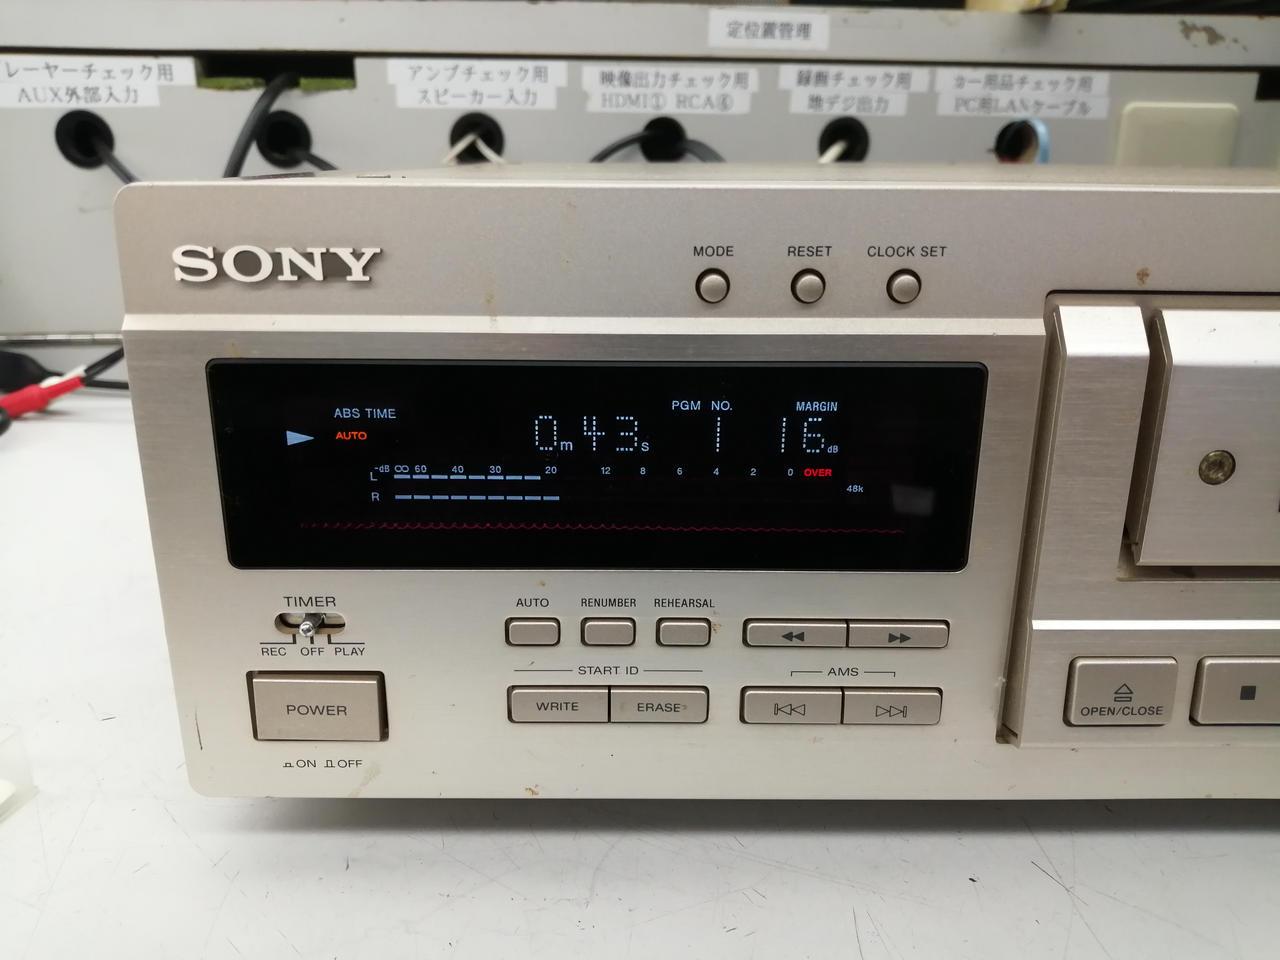 定位置管理
レーヤーチェック用
AUX外部入力
アンプチェック用
スピーカー入力
映像出力チェック用
HDMI① RCA④
録画チェック用
地デジ出力
カー用品チェック用
PC用LANケーブル
SONY
MODE
RESET
CLOCK SET
ABS TIME
AUTO
PGM NO.
MARGIN
0m 43s
1
16 dB
-dB ∞ 60 40 30 20 12 8 6 4 2 0 OVER
L
R
48k
TIMER
REC OFF PLAY
POWER
ON OFF
AUTO
RENUMBER
REHEARSAL
START ID
WRITE
ERASE
AMS
OPEN/CLOSE